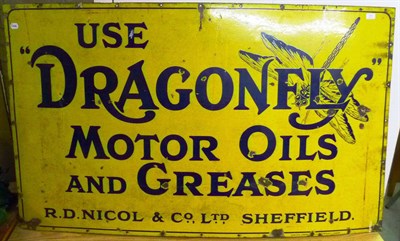 USE
"DRAGONFLY"
MOTOR OILS
AND GREASES
R.D. NICOL & CO. LTD SHEFFIELD.